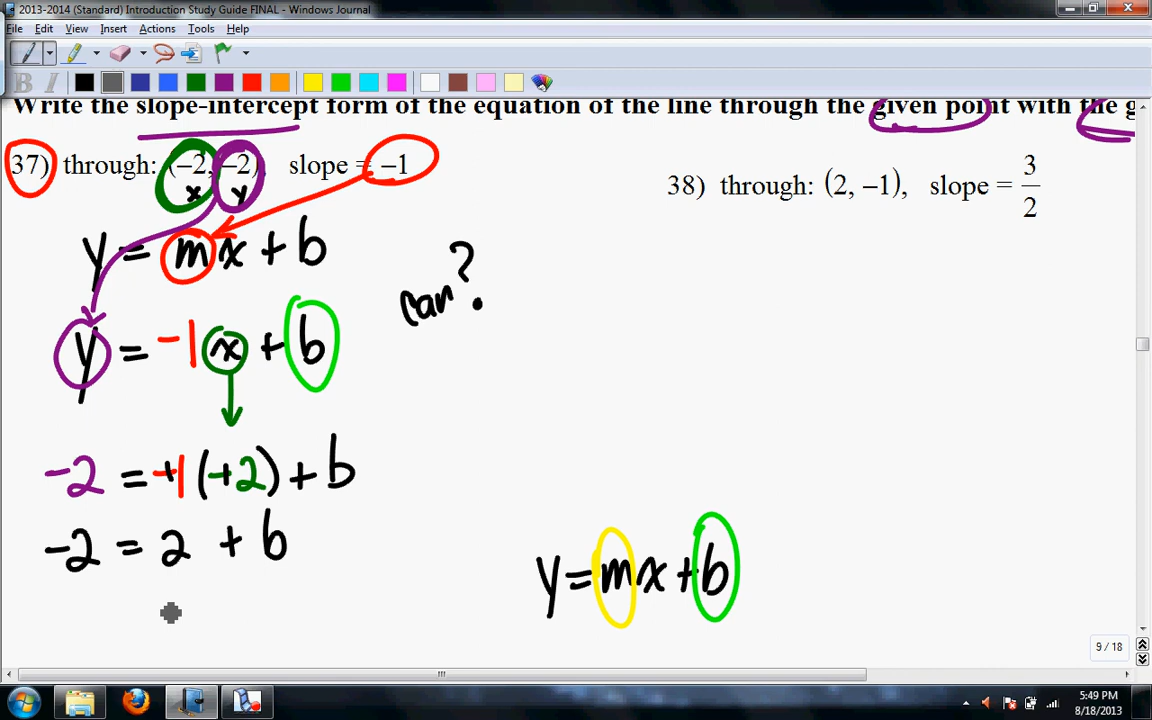 2013-2014 (Standard) Introduction Study Guide FINAL - Windows Journal
File Edit View Insert Actions Tools Help
B I
Write the slope-intercept form of the equation of the line through the given point with the g
37) through: (–2, –2), slope = –1
x y
38) through: (2, –1), slope = 3/2
y = mx + b
can?
y = -1x + b
-2 = +1(+2) + b
-2 = 2 + b
y = mx + b
9 / 18
5:49 PM
8/18/2013